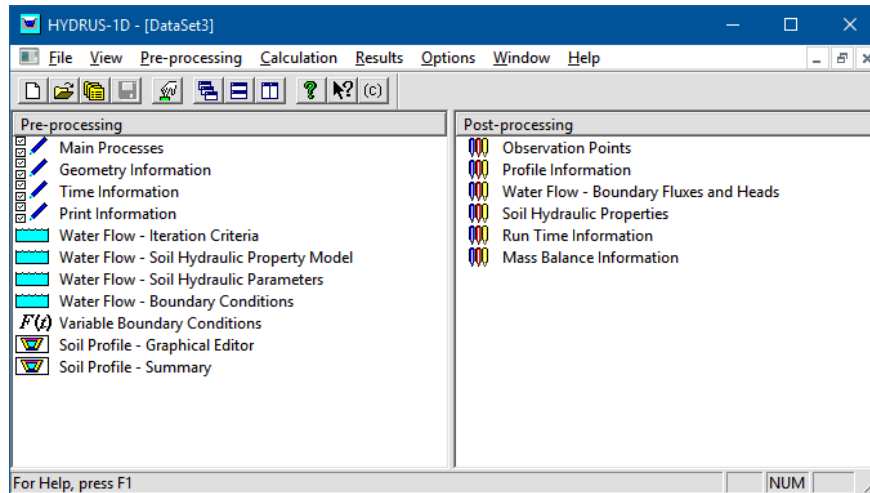 HYDRUS-1D - [DataSet3]
File View Pre-processing Calculation Results Options Window Help
(c)
Pre-processing
Main Processes
Geometry Information
Time Information
Print Information
Water Flow - Iteration Criteria
Water Flow - Soil Hydraulic Property Model
Water Flow - Soil Hydraulic Parameters
Water Flow - Boundary Conditions
F(t) Variable Boundary Conditions
Soil Profile - Graphical Editor
Soil Profile - Summary
Post-processing
Observation Points
Profile Information
Water Flow - Boundary Fluxes and Heads
Soil Hydraulic Properties
Run Time Information
Mass Balance Information
For Help, press F1
NUM